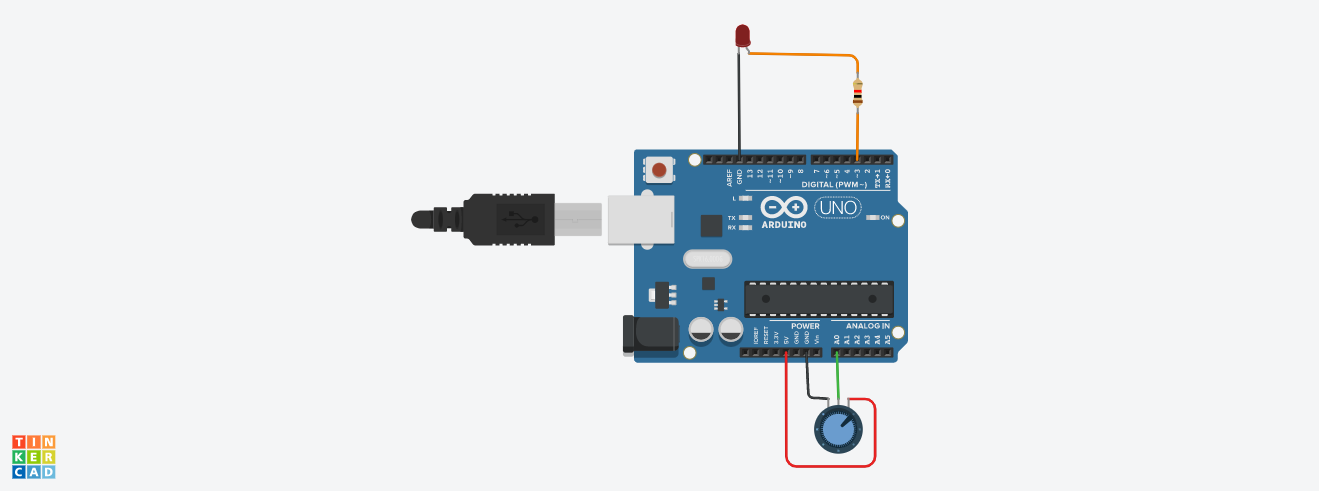 AREF
GND
13
12
~11
~10
~9
8
7
~6
~5
4
~3
2
TX→1
RX←0
DIGITAL (PWM~)
L
TX
RX
UNO
ON
ARDUINO
POWER
ANALOG IN
IOREF
RESET
3.3V
5V
GND
GND
Vin
A0
A1
A2
A3
A4
A5
TIN
KER
CAD